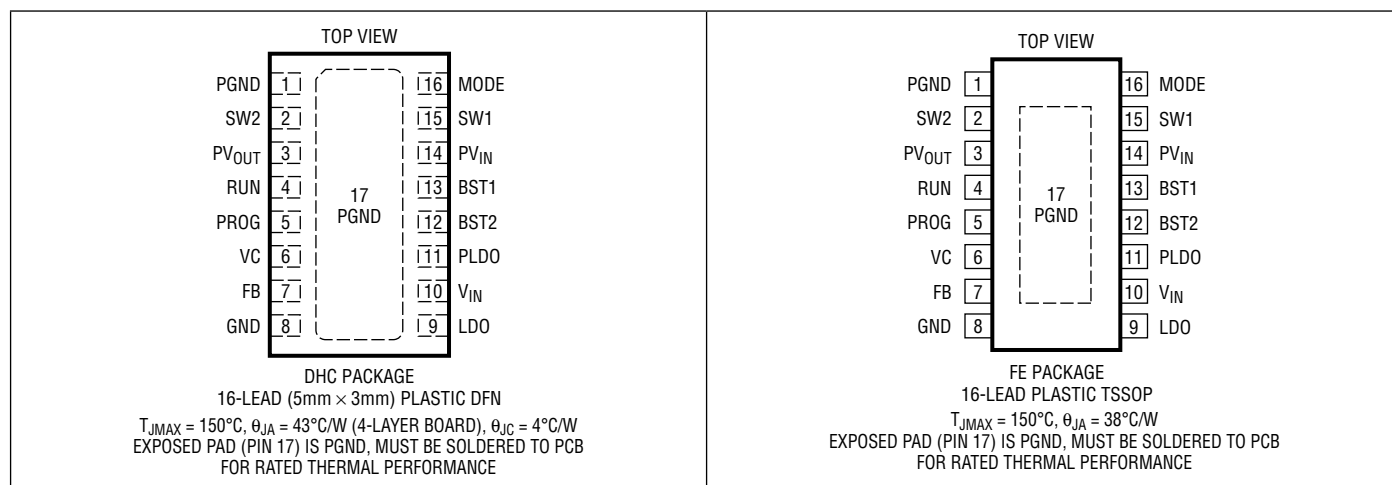 TOP VIEW
PGND 1 16 MODE
SW2 2 15 SW1
PVOUT 3 14 PVIN
RUN 4 13 BST1
17
PGND
PROG 5 12 BST2
VC 6 11 PLDO
FB 7 10 VIN
GND 8 9 LDO
DHC PACKAGE
16-LEAD (5mm × 3mm) PLASTIC DFN
TJMAX = 150°C, θJA = 43°C/W (4-LAYER BOARD), θJC = 4°C/W
EXPOSED PAD (PIN 17) IS PGND, MUST BE SOLDERED TO PCB
FOR RATED THERMAL PERFORMANCE
TOP VIEW
PGND 1 16 MODE
SW2 2 15 SW1
PVOUT 3 14 PVIN
RUN 4 13 BST1
17
PGND
PROG 5 12 BST2
VC 6 11 PLDO
FB 7 10 VIN
GND 8 9 LDO
FE PACKAGE
16-LEAD PLASTIC TSSOP
TJMAX = 150°C, θJA = 38°C/W
EXPOSED PAD (PIN 17) IS PGND, MUST BE SOLDERED TO PCB
FOR RATED THERMAL PERFORMANCE